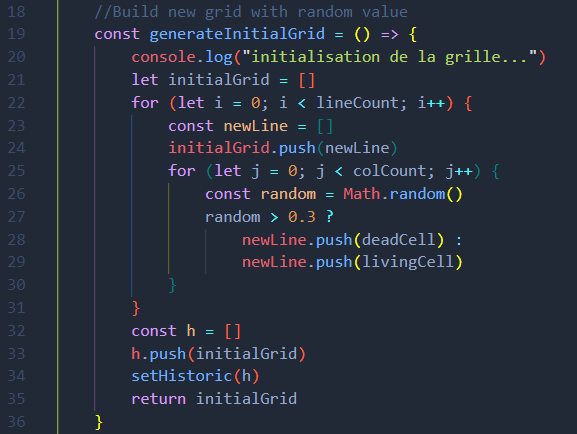 18 //Build new grid with random value
19 const generateInitialGrid = () => {
20 console.log("initialisation de la grille...")
21 let initialGrid = []
22 for (let i = 0; i < lineCount; i++) {
23 const newLine = []
24 initialGrid.push(newLine)
25 for (let j = 0; j < colCount; j++) {
26 const random = Math.random()
27 random > 0.3 ?
28 newLine.push(deadCell) :
29 newLine.push(livingCell)
30 }
31 }
32 const h = []
33 h.push(initialGrid)
34 setHistoric(h)
35 return initialGrid
36 }